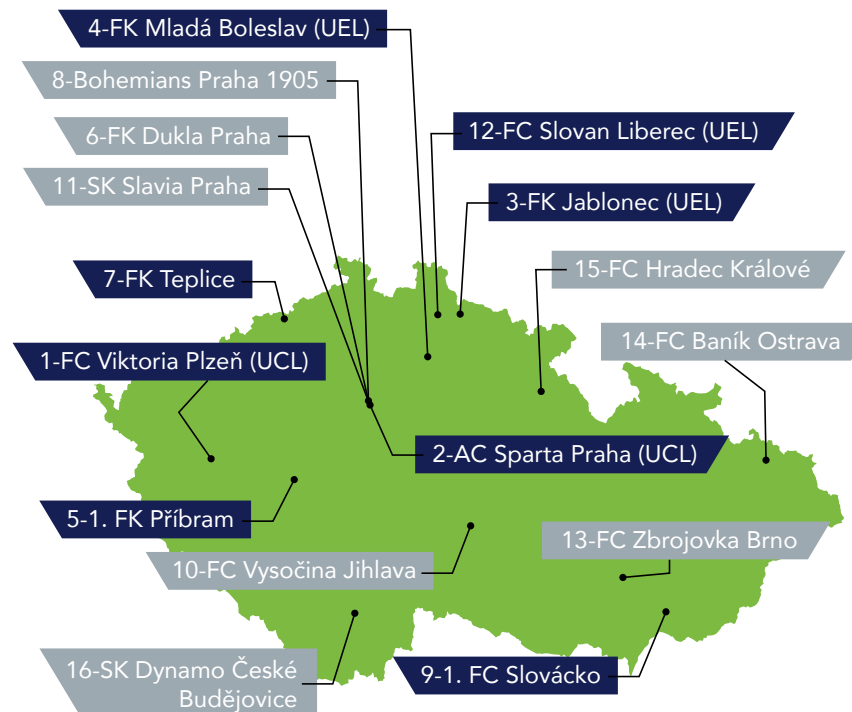 4-FK Mladá Boleslav (UEL)
8-Bohemians Praha 1905
6-FK Dukla Praha
12-FC Slovan Liberec (UEL)
11-SK Slavia Praha
3-FK Jablonec (UEL)
7-FK Teplice
15-FC Hradec Králové
14-FC Baník Ostrava
1-FC Viktoria Plzeň (UCL)
2-AC Sparta Praha (UCL)
5-1. FK Příbram
13-FC Zbrojovka Brno
10-FC Vysočina Jihlava
16-SK Dynamo České
Budějovice
9-1. FC Slovácko